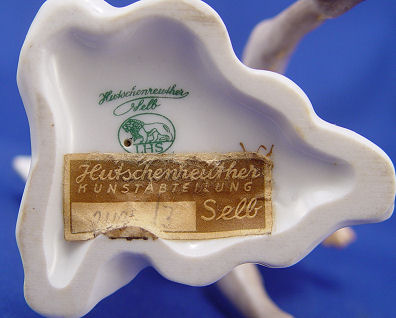 Hutschenreuther
Selb
LHS
Hutschenreuther
KUNSTABTEILUNG
Selb